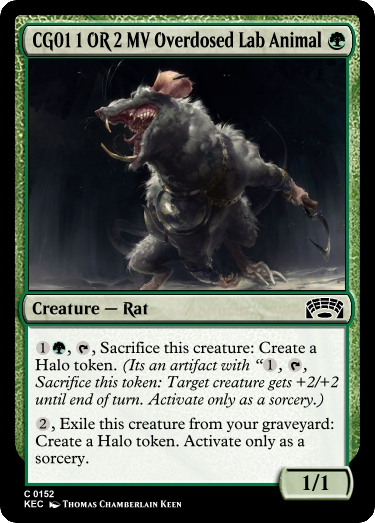 CG01 1 OR 2 MV Overdosed Lab Animal
Creature — Rat
1, Sacrifice this creature: Create a
Halo token. (Its an artifact with “1,
Sacrifice this token: Target creature gets +2/+2
until end of turn. Activate only as a sorcery.)
2, Exile this creature from your graveyard:
Create a Halo token. Activate only as a
sorcery.
1/1
C 0152
KEC Thomas Chamberlain Keen